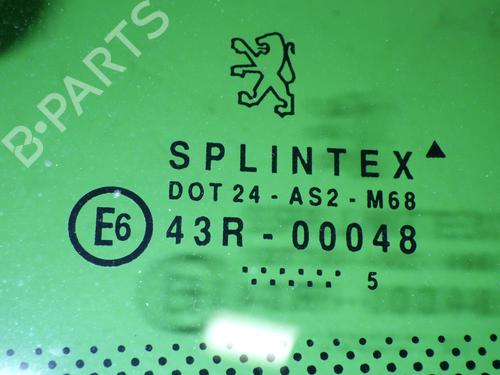 B-PARTS
SPLINTEX
DOT 24 - AS2 - M68
E6
43R - 00048
5